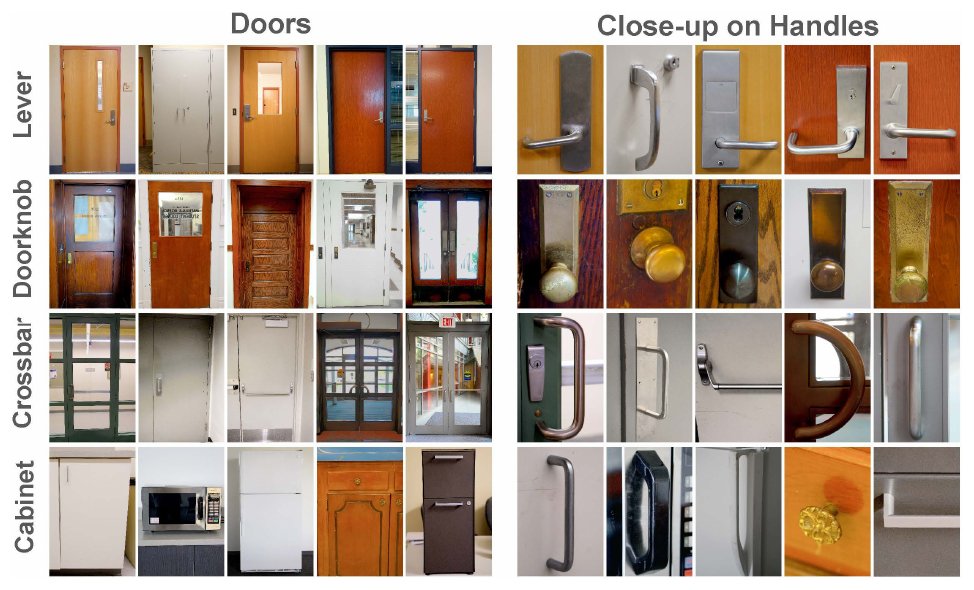 Doors
Close-up on Handles
Lever
Doorknob
Crossbar
Cabinet
EXIT